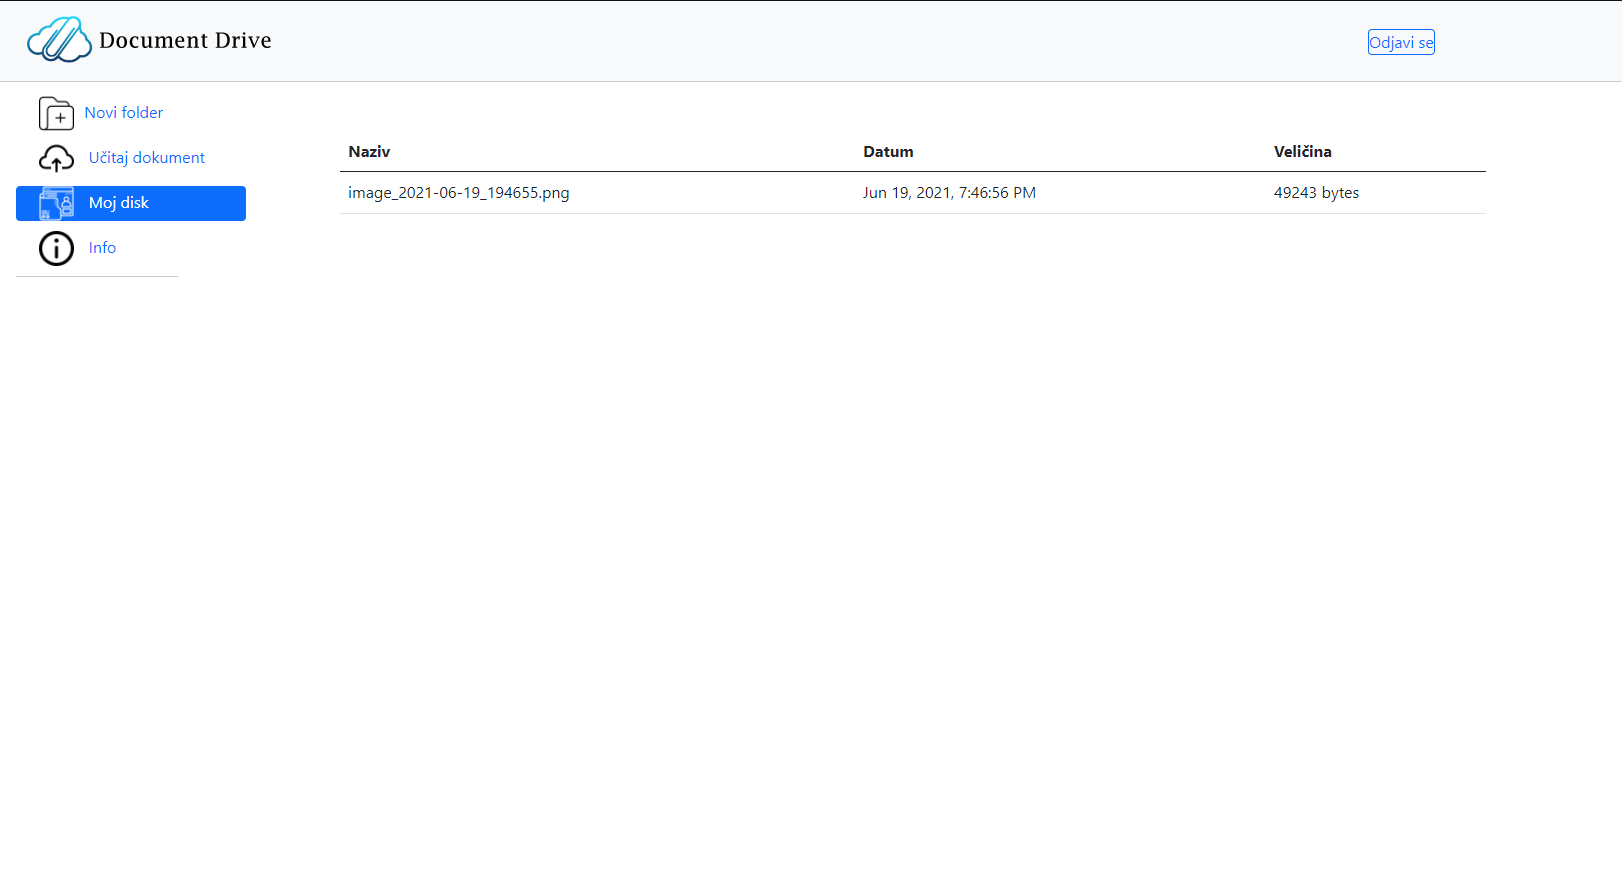 Document Drive
Odjavi se
Novi folder
Učitaj dokument
Moj disk
Info
Naziv Datum Veličina
image_2021-06-19_194655.png Jun 19, 2021, 7:46:56 PM 49243 bytes